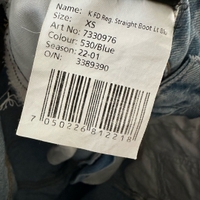 Name: K FD Reg. Straight Boot Lt Blu
Size: XS
Art No: 7330976
Colour: 530/Blue
Season: 22-01
O/N: 3389390
7 050226 812218